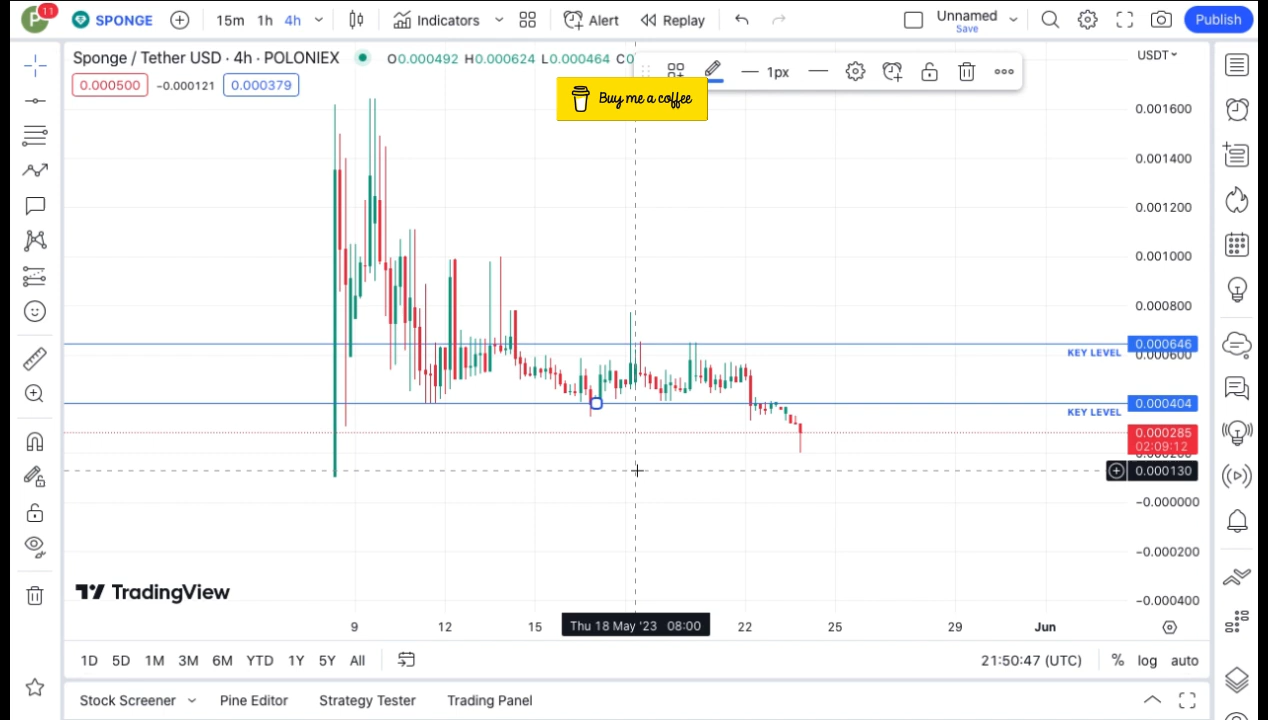 P 11 SPONGE 15m 1h 4h Indicators Alert Replay Unnamed Save Publish
Sponge / Tether USD · 4h · POLONIEX O0.000492 H0.000624 L0.000464 C0
1px
USDT
0.000500 −0.000121 0.000379
Buy me a coffee
0.001600
0.001400
0.001200
0.001000
0.000800
0.000646
KEY LEVEL 0.000600
0.000404
KEY LEVEL
0.000285
02:09:12
0.000130
−0.000000
−0.000200
TradingView
−0.000400
9 12 15 Thu 18 May '23 08:00 22 25 29 Jun
1D 5D 1M 3M 6M YTD 1Y 5Y All 21:50:47 (UTC) % log auto
Stock Screener Pine Editor Strategy Tester Trading Panel